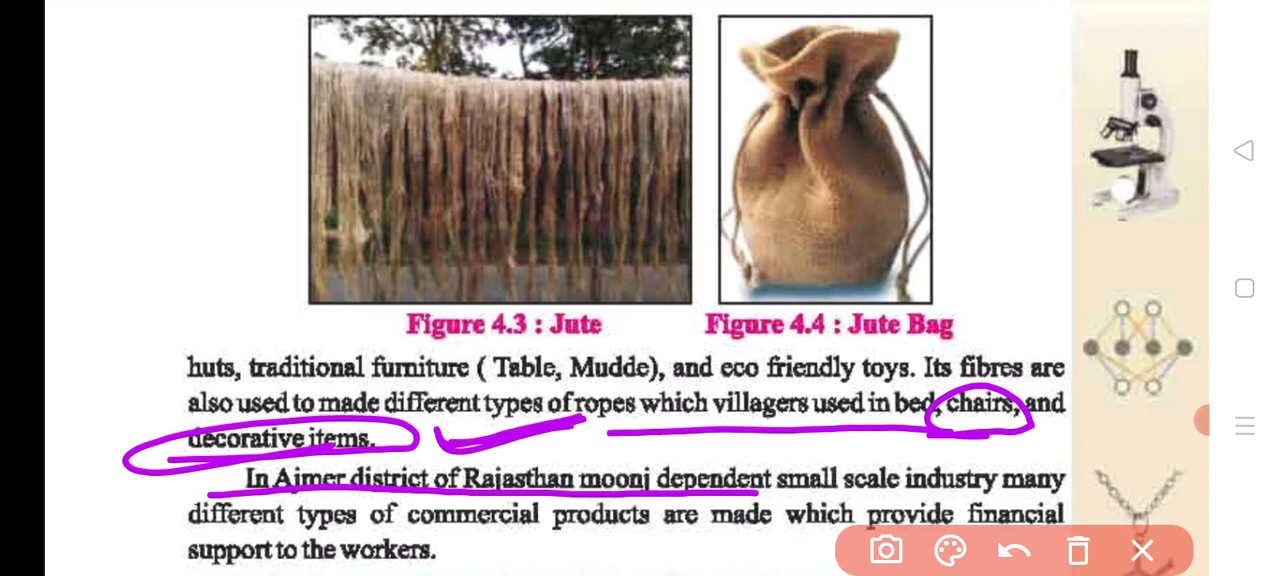 Figure 4.3 : Jute
Figure 4.4 : Jute Bag
huts, traditional furniture ( Table, Mudde), and eco friendly toys. Its fibres are
also used to made different types of ropes which villagers used in bed, chairs, and
decorative items.
In Ajmer district of Rajasthan moonj dependent small scale industry many
different types of commercial products are made which provide financial
support to the workers.